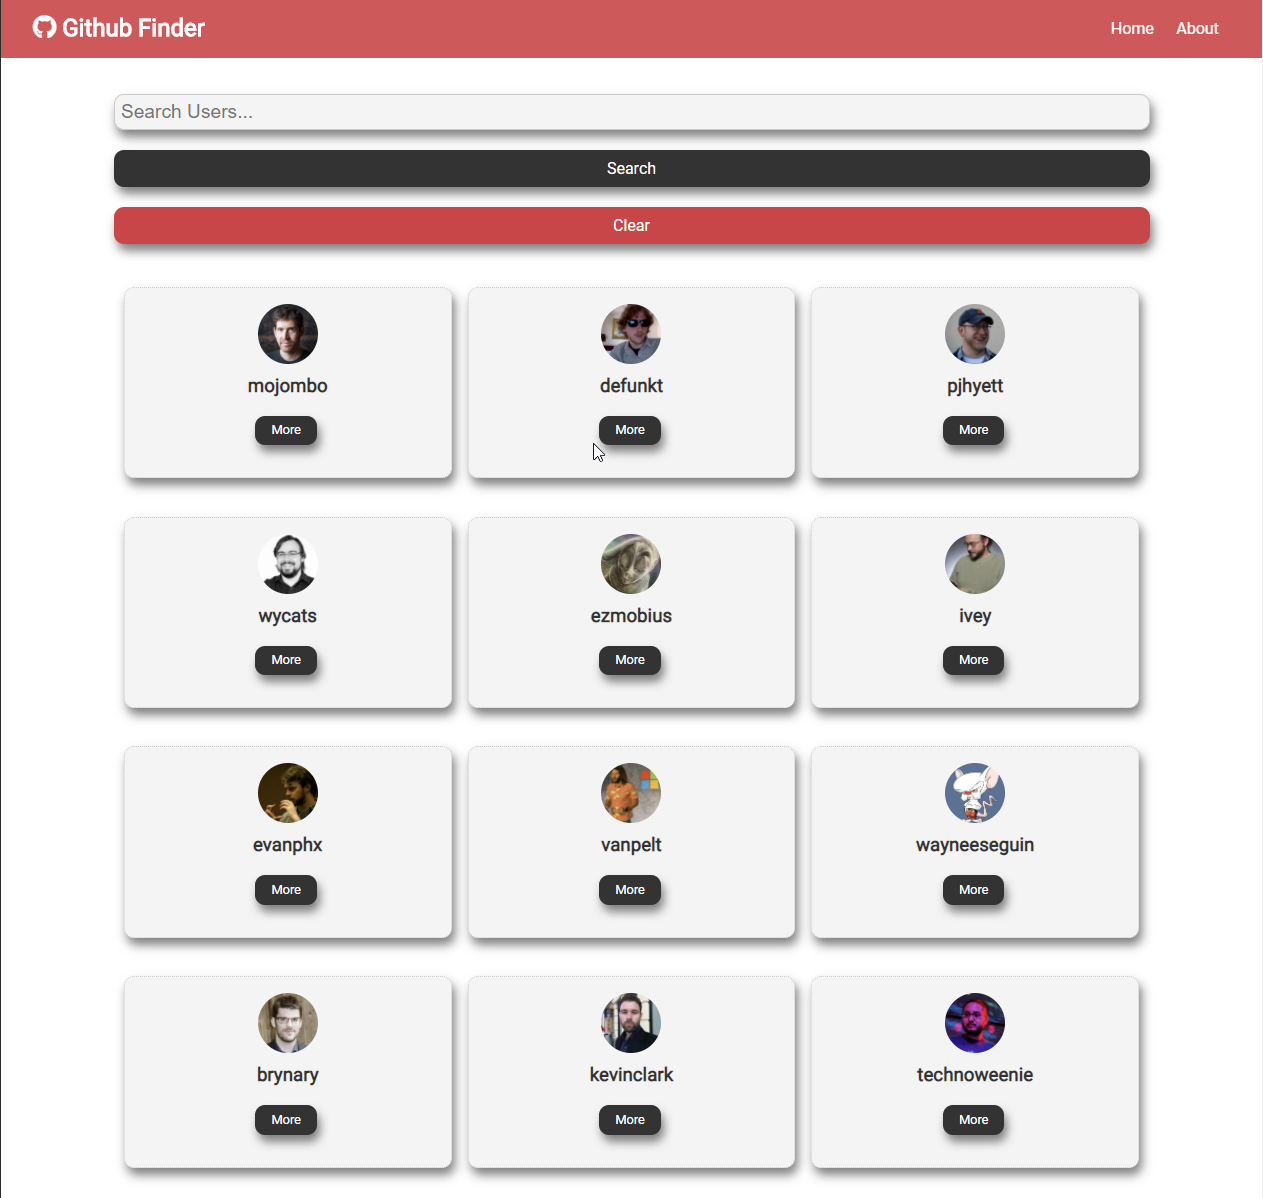 Github Finder
Home
About
Search Users...
Search
Clear
mojombo
defunkt
pjhyett
More
More
More
wycats
ezmobius
ivey
More
More
More
evanphx
vanpelt
wayneeseguin
More
More
More
brynary
kevinclark
technoweenie
More
More
More